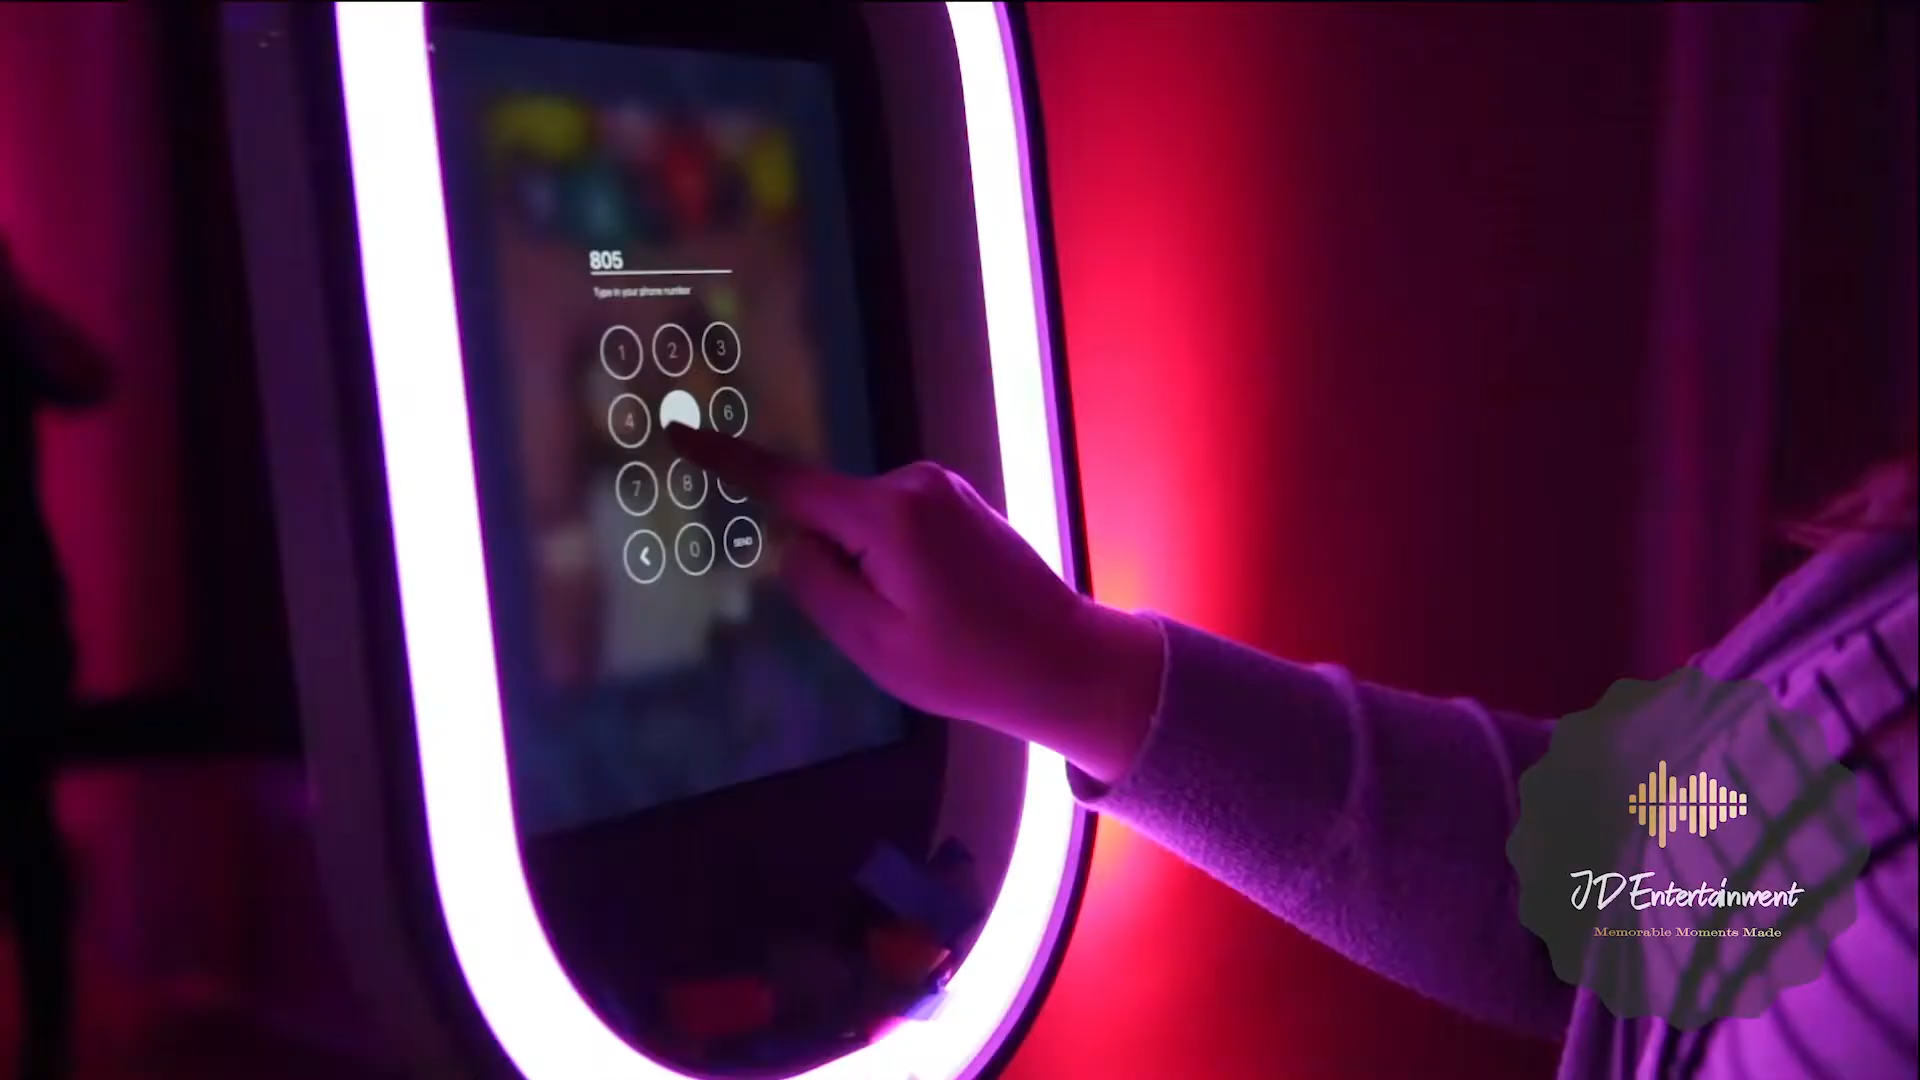 805
Type in your phone number
1 2 3
4 6
7 8
< 0 SEND
JD Entertainment
Memorable Moments Made